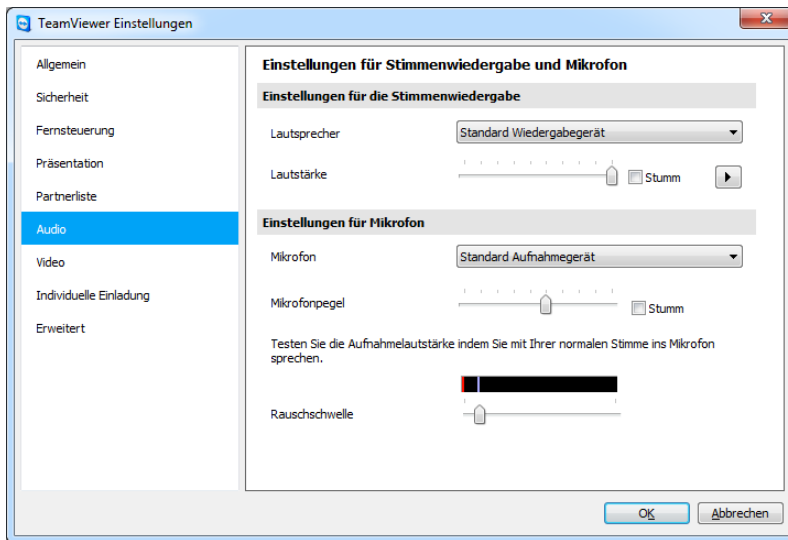 TeamViewer Einstellungen
Allgemein
Sicherheit
Fernsteuerung
Präsentation
Partnerliste
Audio
Video
Individuelle Einladung
Erweitert
Einstellungen für Stimmenwiedergabe und Mikrofon
Einstellungen für die Stimmenwiedergabe
Lautsprecher
Standard Wiedergabegerät
Lautstärke
Stumm
Einstellungen für Mikrofon
Mikrofon
Standard Aufnahmegerät
Mikrofonpegel
Stumm
Testen Sie die Aufnahmelautstärke indem Sie mit Ihrer normalen Stimme ins Mikrofon
sprechen.
Rauschschwelle
OK
Abbrechen